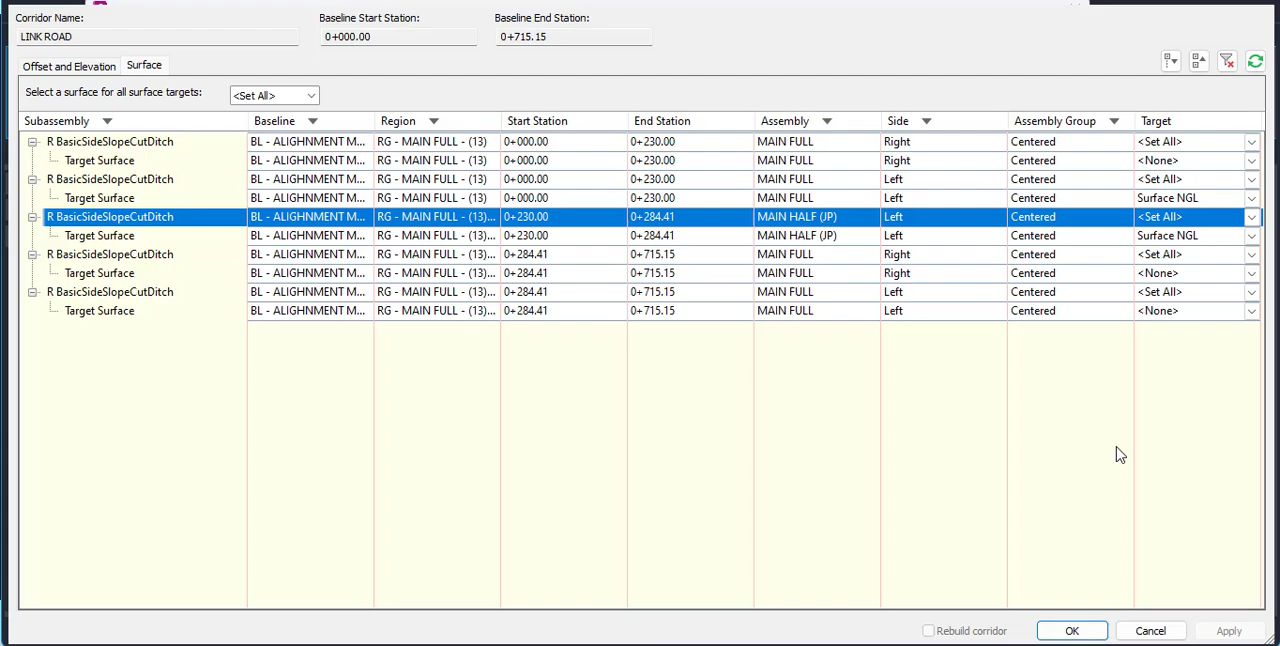 Corridor Name: Baseline Start Station: Baseline End Station:
LINK ROAD 0+000.00 0+715.15
Offset and Elevation Surface
Select a surface for all surface targets: <Set All>
Subassembly Baseline Region Start Station End Station Assembly Side Assembly Group Target
R BasicSideSlopeCutDitch BL - ALIGHNMENT M... RG - MAIN FULL - (13) 0+000.00 0+230.00 MAIN FULL Right Centered <Set All>
Target Surface BL - ALIGHNMENT M... RG - MAIN FULL - (13) 0+000.00 0+230.00 MAIN FULL Right Centered <None>
R BasicSideSlopeCutDitch BL - ALIGHNMENT M... RG - MAIN FULL - (13) 0+000.00 0+230.00 MAIN FULL Left Centered <Set All>
Target Surface BL - ALIGHNMENT M... RG - MAIN FULL - (13) 0+000.00 0+230.00 MAIN FULL Left Centered Surface NGL
R BasicSideSlopeCutDitch BL - ALIGHNMENT M... RG - MAIN FULL - (13)... 0+230.00 0+284.41 MAIN HALF (JP) Left Centered <Set All>
Target Surface BL - ALIGHNMENT M... RG - MAIN FULL - (13)... 0+230.00 0+284.41 MAIN HALF (JP) Left Centered Surface NGL
R BasicSideSlopeCutDitch BL - ALIGHNMENT M... RG - MAIN FULL - (13)... 0+284.41 0+715.15 MAIN FULL Right Centered <Set All>
Target Surface BL - ALIGHNMENT M... RG - MAIN FULL - (13)... 0+284.41 0+715.15 MAIN FULL Right Centered <None>
R BasicSideSlopeCutDitch BL - ALIGHNMENT M... RG - MAIN FULL - (13)... 0+284.41 0+715.15 MAIN FULL Left Centered <Set All>
Target Surface BL - ALIGHNMENT M... RG - MAIN FULL - (13)... 0+284.41 0+715.15 MAIN FULL Left Centered <None>
Rebuild corridor OK Cancel Apply